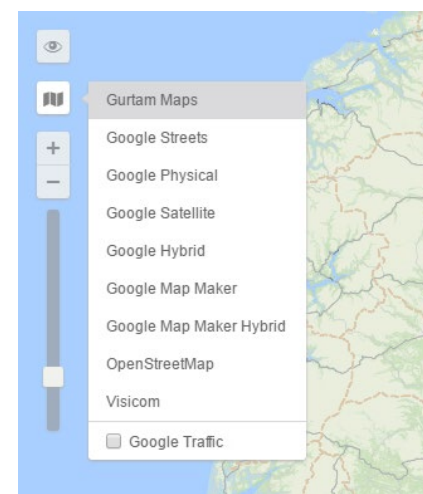 Gurtam Maps
Google Streets
Google Physical
Google Satellite
Google Hybrid
Google Map Maker
Google Map Maker Hybrid
OpenStreetMap
Visicom
Google Traffic